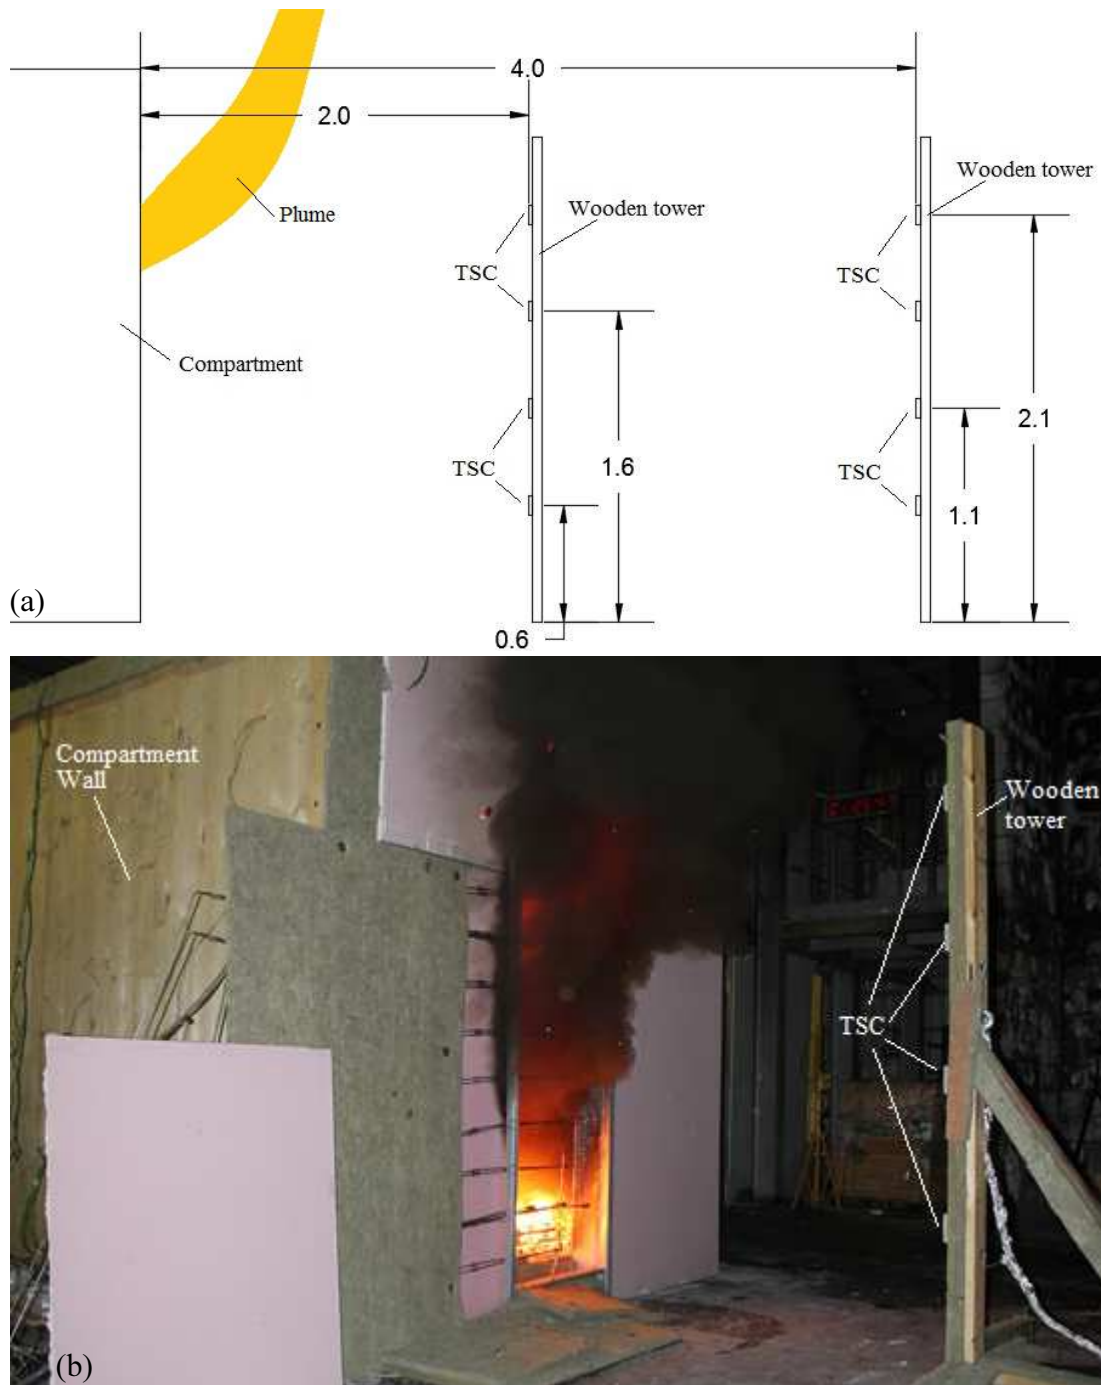 4.0
2.0
Wooden tower
Plume
Wooden tower
TSC
TSC
Compartment
2.1
TSC
1.6
TSC
1.1
(a)
0.6
Compartment
Wall
Wooden
tower
TSC
(b)